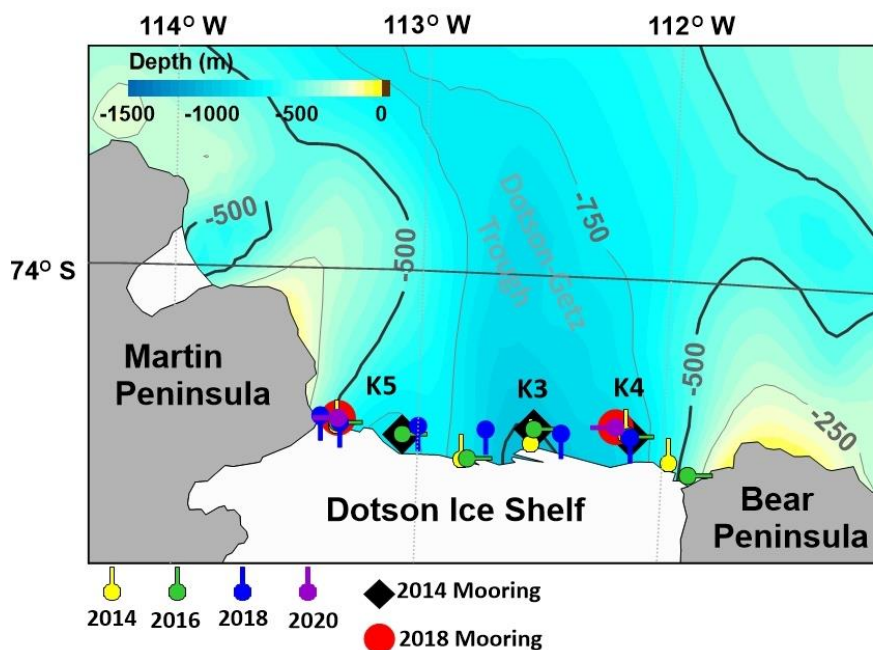 114° W
113° W
112° W
Depth (m)
-1500
-1000
-500
0
-500
Dotson-Getz
Trough
-750
74° S
-500
Martin
Peninsula
K5
K3
K4
-500
-250
Dotson Ice Shelf
Bear
Peninsula
2014
2016
2018
2020
2014 Mooring
2018 Mooring